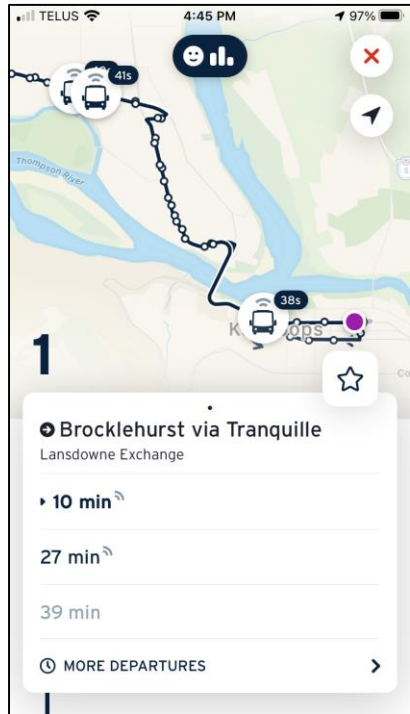 TELUS 4:45 PM 97%
41s
Thompson River
38s
1
Brocklehurst via Tranquille
Lansdowne Exchange
10 min
27 min
39 min
MORE DEPARTURES